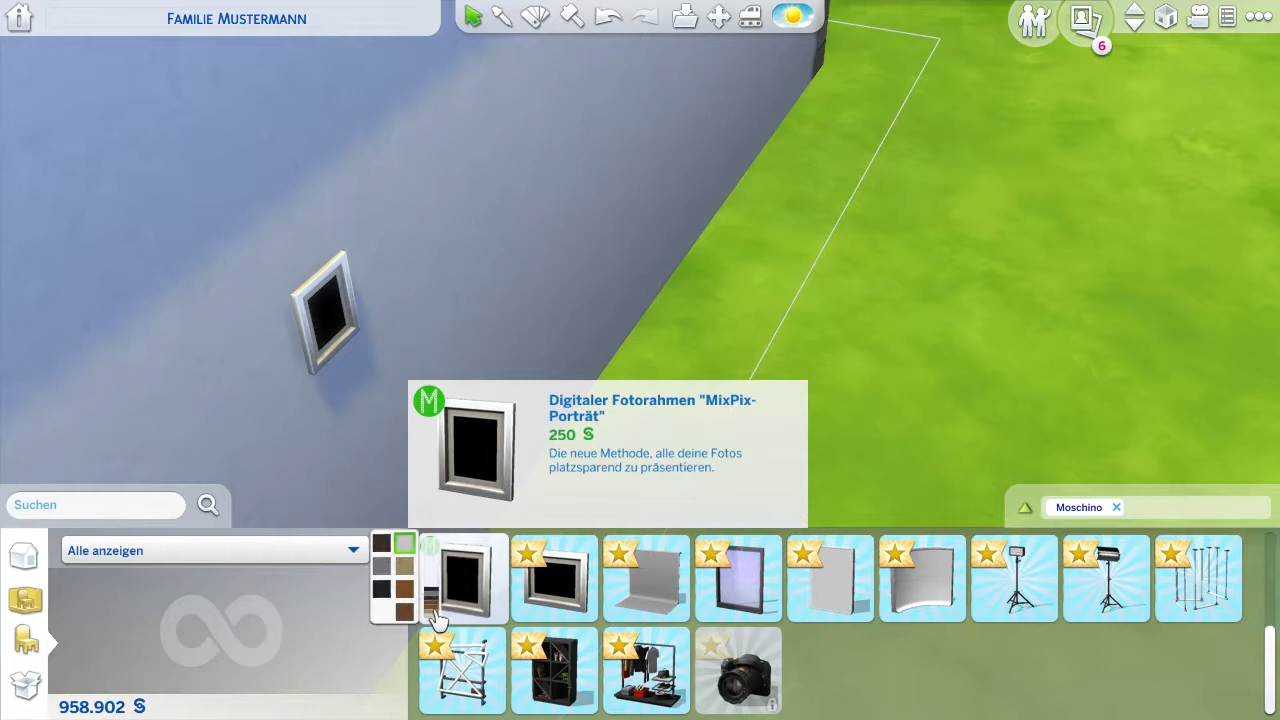 Familie Mustermann
6
M
Digitaler Fotorahmen "MixPix-
Porträt"
250 S
Die neue Methode, alle deine Fotos
platzsparend zu präsentieren.
Suchen
Moschino
Alle anzeigen
958.902 S